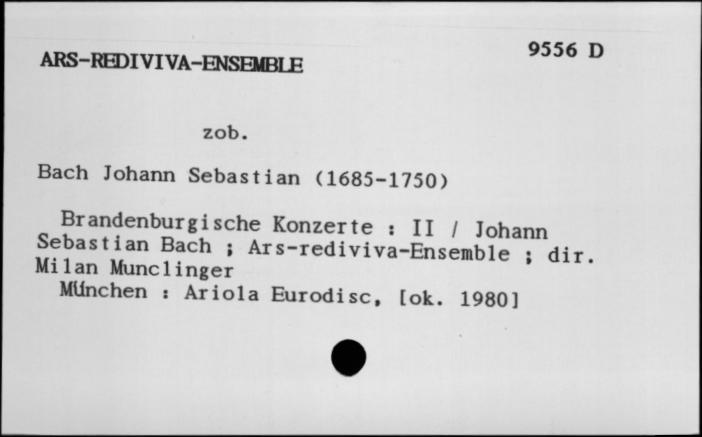 9556 D
ARS-REDIVIVA-ENSEMBLE
zob.
Bach Johann Sebastian (1685-1750)
Brandenburgische Konzerte : II / Johann
Sebastian Bach ; Ars-rediviva-Ensemble ; dir.
Milan Munclinger
München : Ariola Eurodisc, [ok. 1980]